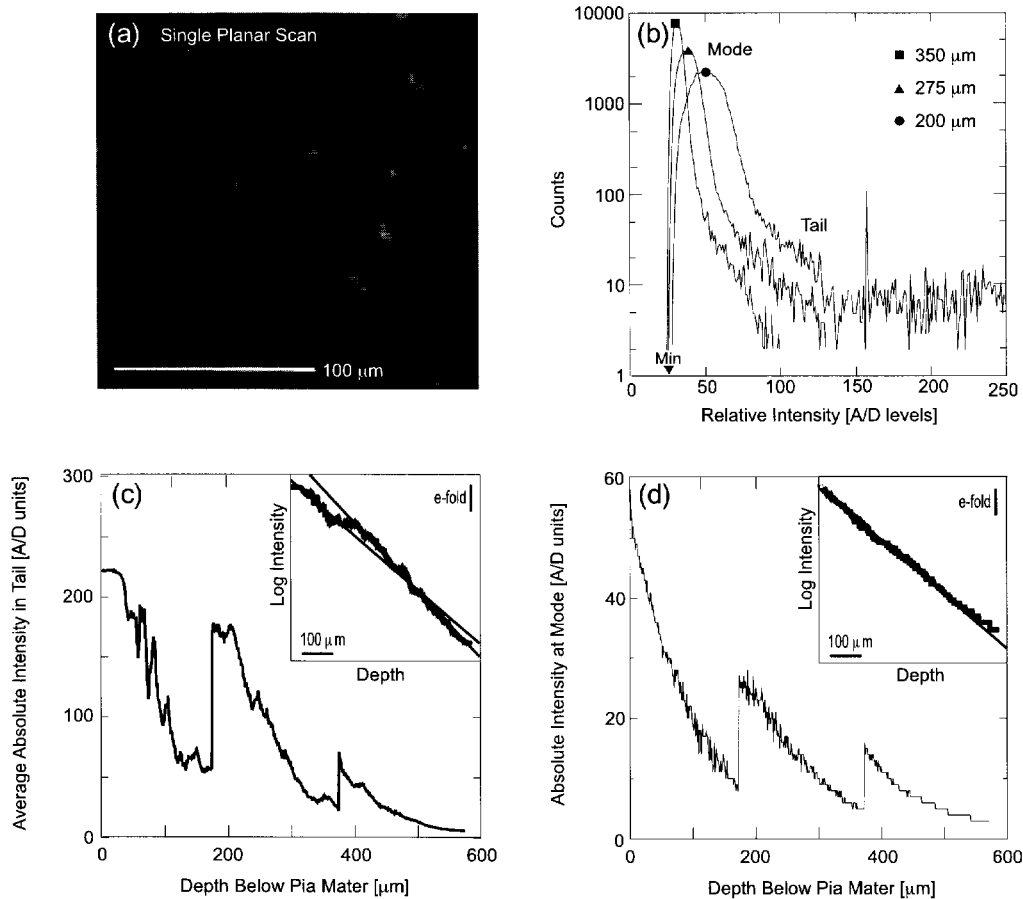 (a) Single Planar Scan
100 μm
(b)
Mode
Tail
Min
■ 350 μm
▲ 275 μm
● 200 μm
10000
1000
100
10
1
Counts
0 50 100 150 200 250
Relative Intensity [A/D levels]
(c)
300
200
100
0
Average Absolute Intensity in Tail [A/D units]
e-fold
Log Intensity
100 μm
Depth
0 200 400 600
Depth Below Pia Mater [μm]
(d)
60
40
20
0
Absolute Intensity at Mode [A/D units]
e-fold
Log Intensity
100 μm
Depth
0 200 400 600
Depth Below Pia Mater [μm]